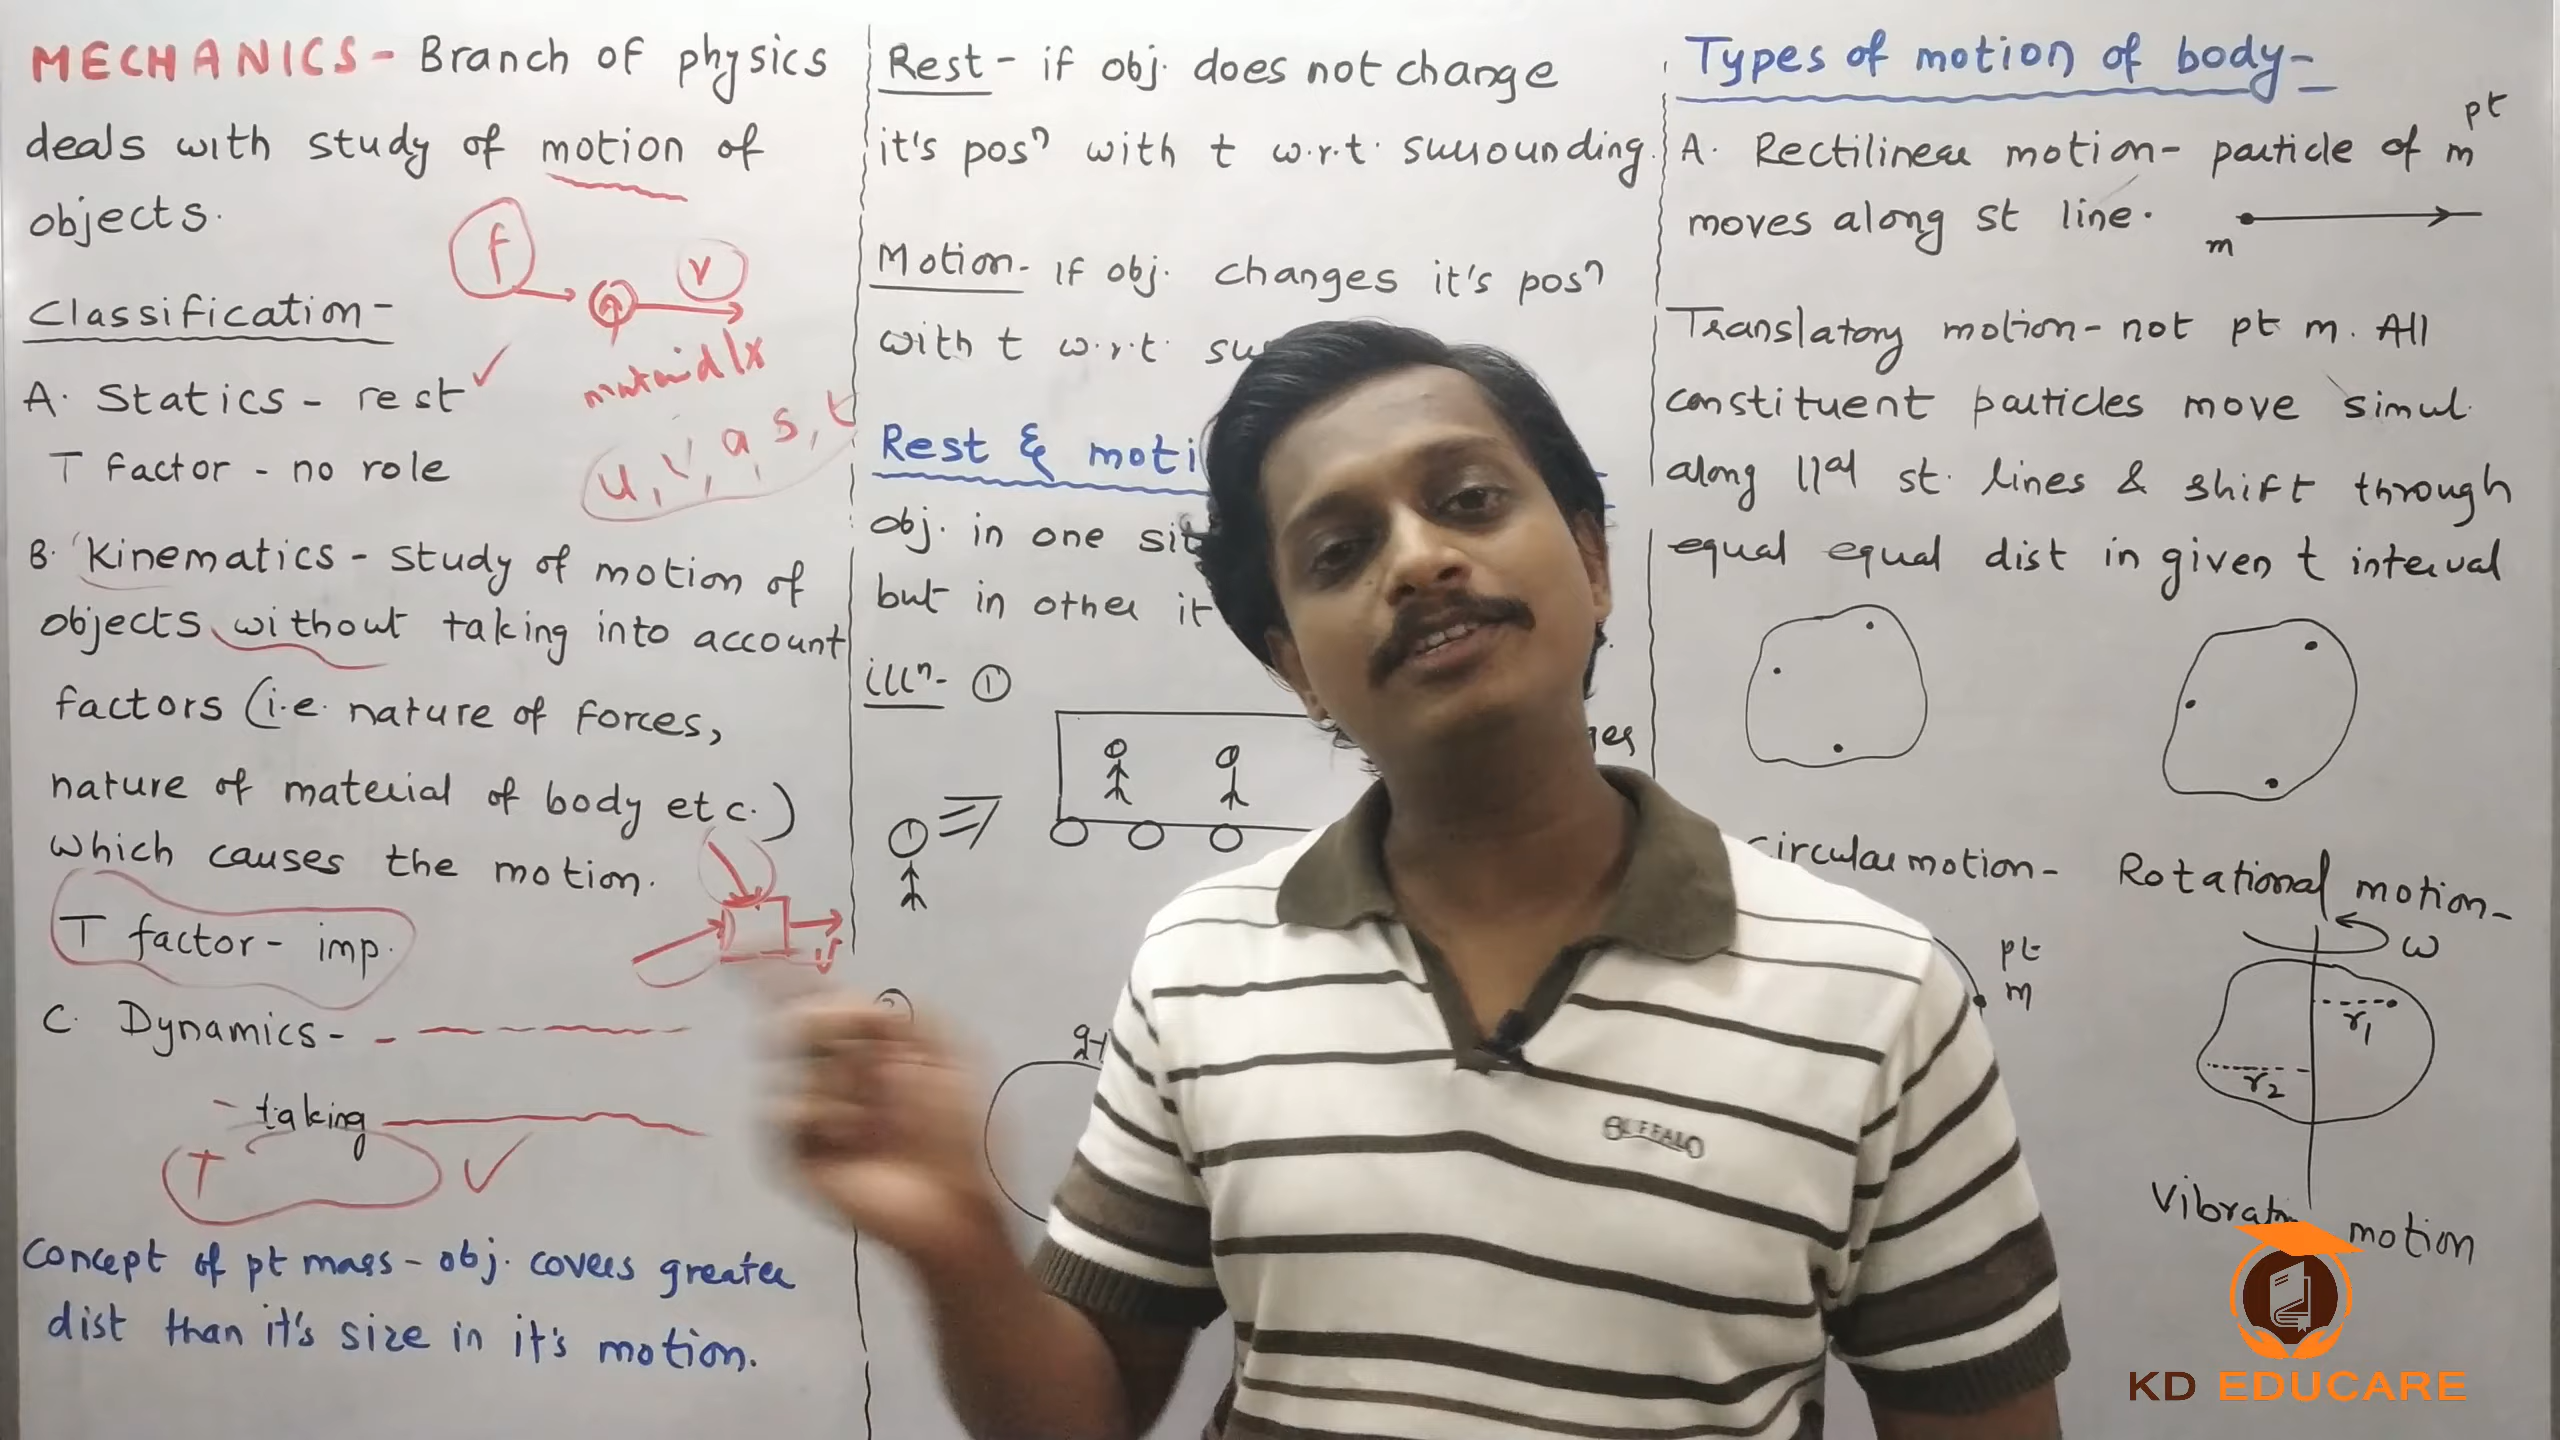 MECHANICS - Branch of physics
deals with study of motion of
objects.
f
v
Classification -
A. Statics - rest ✓
T factor - no role
u, v, a, s, t
B. Kinematics - study of motion of
objects without taking into account
factors (i.e. nature of forces,
nature of material of body etc.)
which causes the motion.
T factor - imp.
v
C. Dynamics -
- taking
T ✓
Concept of pt mass - obj. covers greater
dist than it's size in it's motion.
Rest - if obj. does not change
it's posⁿ with t w.r.t. surrounding.
Motion - If obj. changes it's posⁿ
with t w.r.t.
Rest & moti
obj. in one
but in other it
illⁿ - ①
②
Types of motion of body -
A. Rectilinear motion - particle of pt m
moves along st line.
m
Translatory motion - not pt m. All
constituent particles move simul.
along llal st. lines & shift through
equal equal dist in given t interval
Circular motion -
pt
m
Rotational motion -
ω
r1
r2
motion
BUFFALO
KD EDUCARE